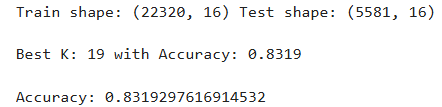 Train shape: (22320, 16) Test shape: (5581, 16)
Best K: 19 with Accuracy: 0.8319
Accuracy: 0.8319297616914532